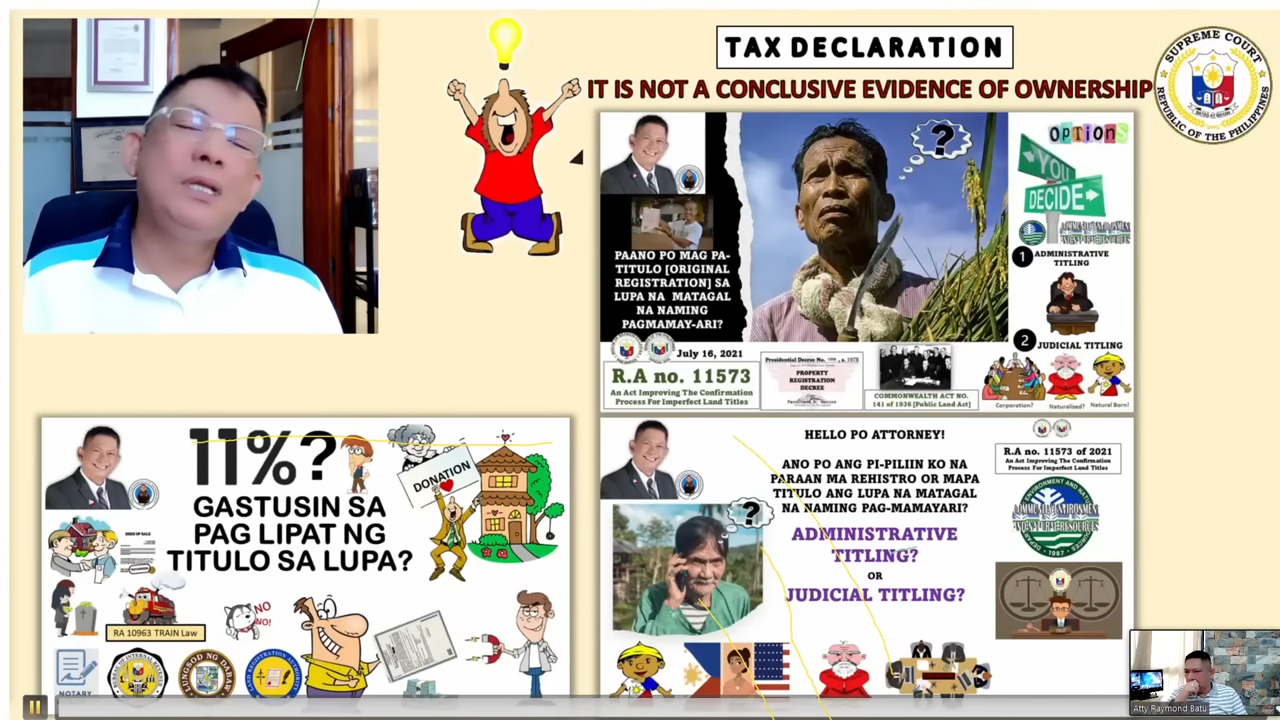 TAX DECLARATION
IT IS NOT A CONCLUSIVE EVIDENCE OF OWNERSHIP
SUPREME COURT
REPUBLIC OF THE PHILIPPINES
?
OPTIONS
YOU
DECIDE
PAANO PO MAG PA-
TITULO [ORIGINAL
REGISTRATION] SA
LUPA NA MATAGAL
NA NAMING
PAGMAMAY-ARI?
1 ADMINISTRATIVE
TITLING
2 JUDICIAL TITLING
July 16, 2021
R.A no. 11573
An Act Improving The Confirmation
Process For Imperfect Land Titles
PROPERTY
REGISTRATION
DECREE
COMMONWEALTH ACT NO.
141 of 1936 [Public Land Act]
Corporation?
Naturalised?
Natural Born?
11%?
GASTUSIN SA
PAG LIPAT NG
TITULO SA LUPA?
DONATION
DEED OF SALE
RA 10963 TRAIN Law
NO
NO!
NOTARY
HELLO PO ATTORNEY!
ANO PO ANG PI-PILIIN KO NA
PARAAN MA REHISTRO OR MAPA
TITULO ANG LUPA NA MATAGAL
NA NAMING PAG-MAMAYARI?
ADMINISTRATIVE
TITLING?
OR
JUDICIAL TITLING?
?
R.A no. 11573 of 2021
An Act Improving The Confirmation
Process For Imperfect Land Titles
1987
Atty Raymond Batu